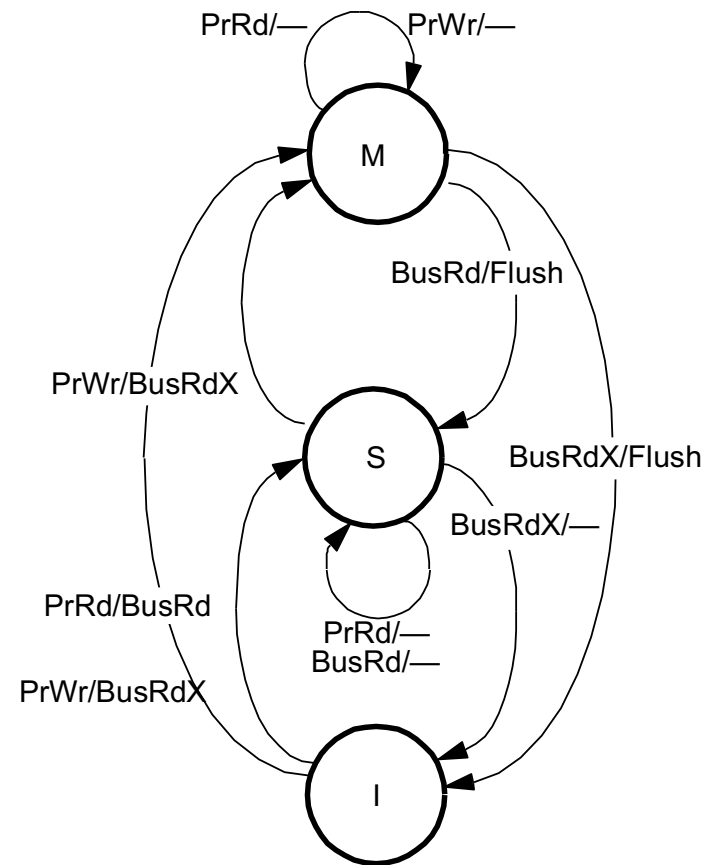 PrRd/— PrWr/—
M
BusRd/Flush
PrWr/BusRdX
S
BusRdX/Flush
BusRdX/—
PrRd/BusRd
PrRd/—
BusRd/—
PrWr/BusRdX
I